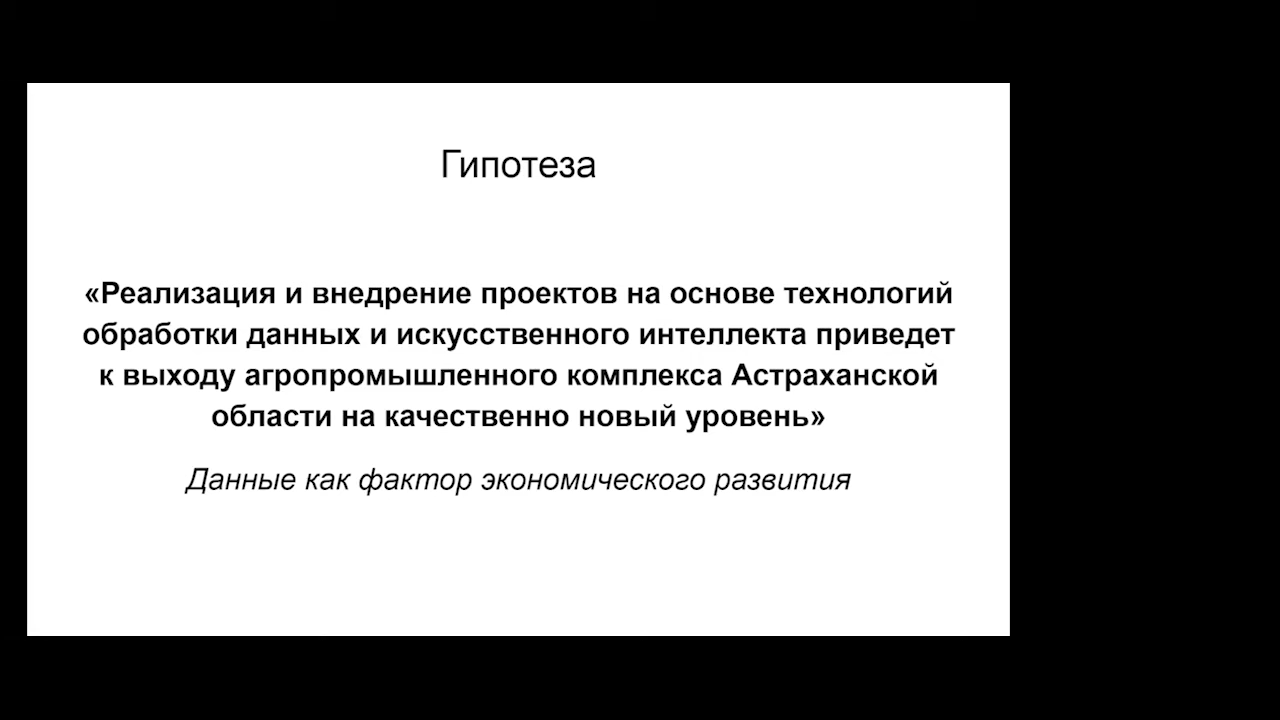 Гипотеза
«Реализация и внедрение проектов на основе технологий
обработки данных и искусственного интеллекта приведет
к выходу агропромышленного комплекса Астраханской
области на качественно новый уровень»
Данные как фактор экономического развития